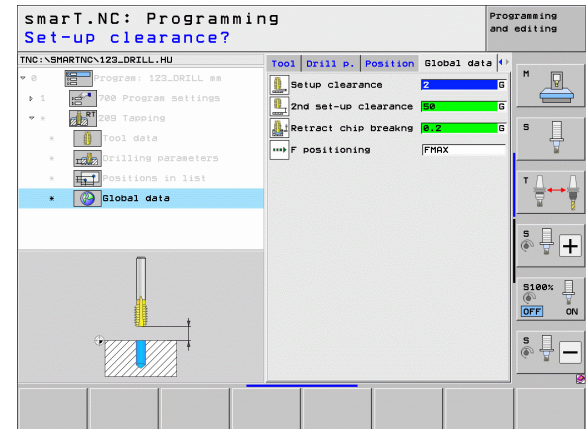 smarT.NC: Programming
Set-up clearance?
Programming
and editing
TNC:\SMARTNC\123_DRILL.HU
0 Program: 123_DRILL mm
1 700 Program settings
* RT 209 Tapping
* Tool data
* Drilling parameters
* Positions in list
* Global data
Tool Drill p. Position Global data
Setup clearance 2 G
2nd set-up clearance 50 G
Retract chip breakng 0.2 G
F positioning FMAX
M
S
T
S
+
S100%
OFF ON
S
−